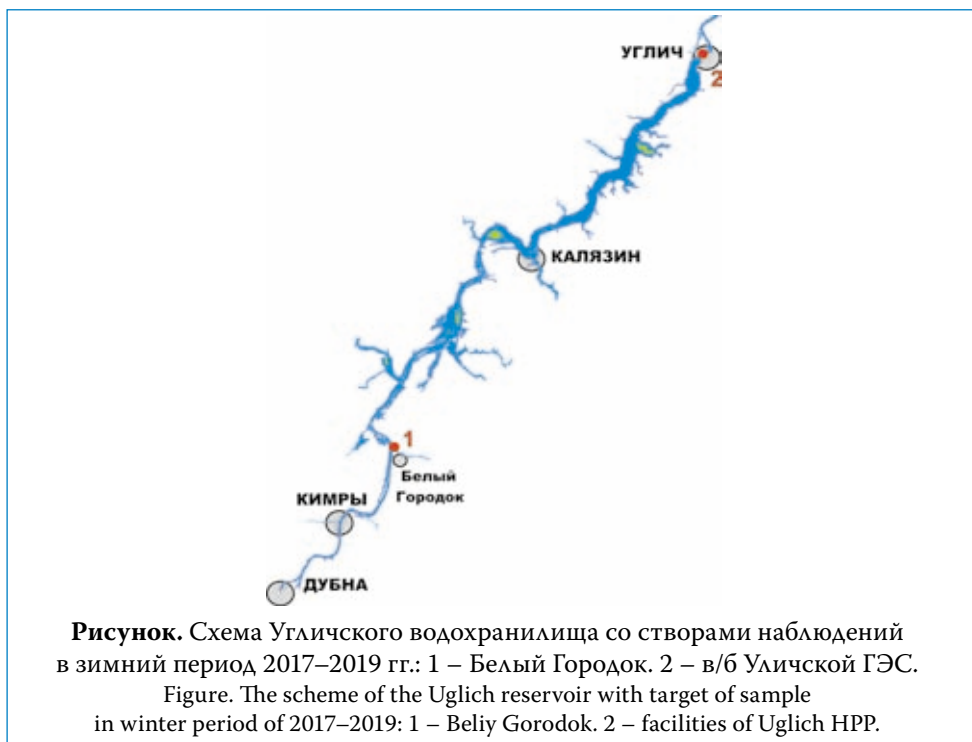 УГЛИЧ
2
КАЛЯЗИН
1
Белый
Городок
КИМРЫ
ДУБНА
Рисунок. Схема Угличского водохранилища со створами наблюдений
в зимний период 2017–2019 гг.: 1 – Белый Городок. 2 – в/б Уличской ГЭС.
Figure. The scheme of the Uglich reservoir with target of sample
in winter period of 2017–2019: 1 – Beliy Gorodok. 2 – facilities of Uglich HPP.